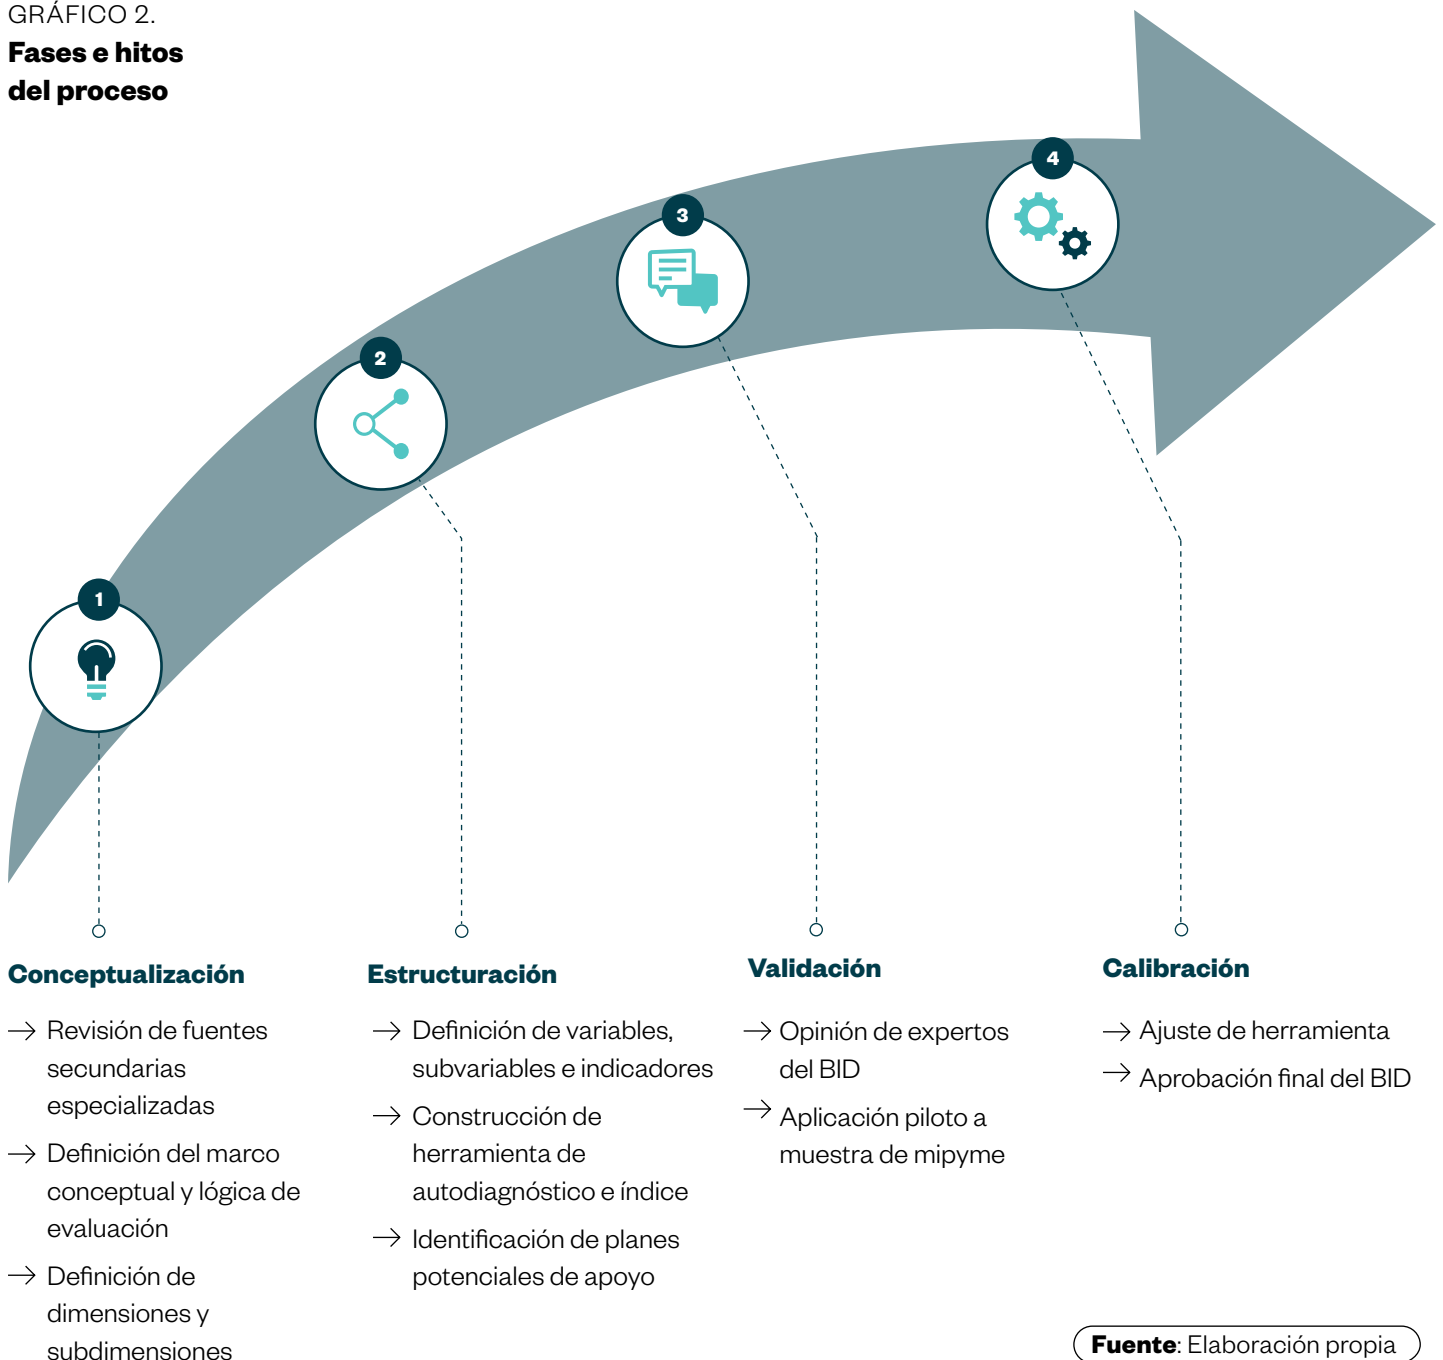 GRÁFICO 2.
Fases e hitos
del proceso
1
2
3
4
Conceptualización
→ Revisión de fuentes
secundarias
especializadas
→ Definición del marco
conceptual y lógica de
evaluación
→ Definición de
dimensiones y
subdimensiones
Estructuración
→ Definición de variables,
subvariables e indicadores
→ Construcción de
herramienta de
autodiagnóstico e índice
→ Identificación de planes
potenciales de apoyo
Validación
→ Opinión de expertos
del BID
→ Aplicación piloto a
muestra de mipyme
Calibración
→ Ajuste de herramienta
→ Aprobación final del BID
Fuente: Elaboración propia